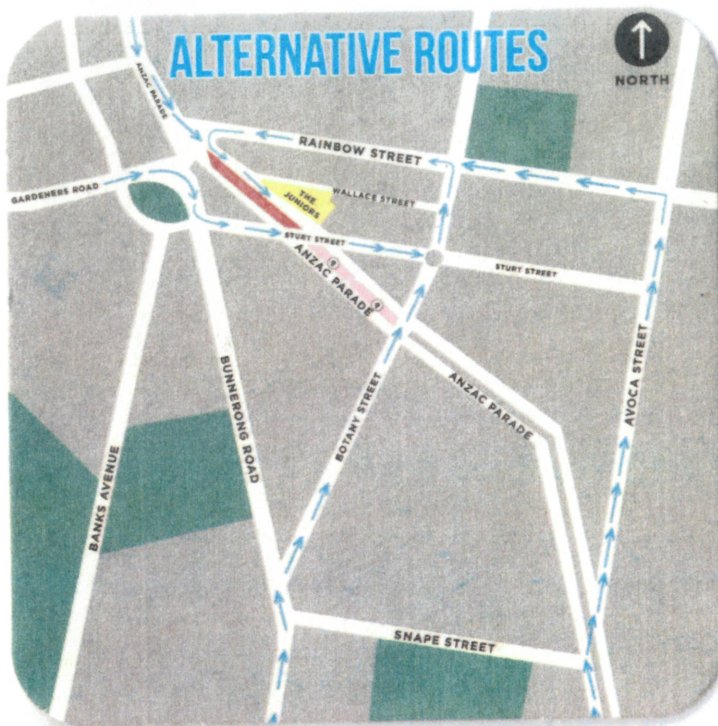 ALTERNATIVE ROUTES
NORTH
ANZAC PARADE
RAINBOW STREET
GARDENERS ROAD
THE
JUNIORS
WALLACE STREET
STURT STREET
ANZAC PARADE
STURT STREET
BUNNERONG ROAD
BOTANY STREET
ANZAC PARADE
AVOCA STREET
BANKS AVENUE
SNAPE STREET